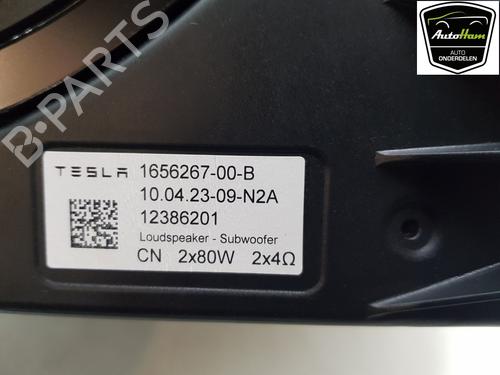 AutoHam
AUTO
ONDERDELEN
B-PARTS
TESLA
1656267-00-B
10.04.23-09-N2A
12386201
Loudspeaker - Subwoofer
CN 2x80W 2x4Ω